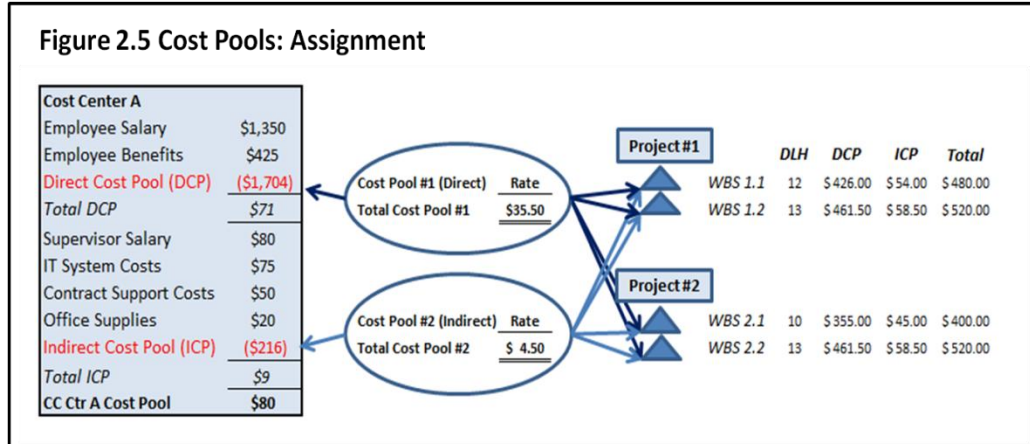 Figure 2.5 Cost Pools: Assignment
Cost Center A
Employee Salary $1,350
Employee Benefits $425
Direct Cost Pool (DCP) ($1,704)
Total DCP $71
Supervisor Salary $80
IT System Costs $75
Contract Support Costs $50
Office Supplies $20
Indirect Cost Pool (ICP) ($216)
Total ICP $9
CC Ctr A Cost Pool $80
Cost Pool #1 (Direct) Rate
Total Cost Pool #1 $35.50
Cost Pool #2 (Indirect) Rate
Total Cost Pool #2 $ 4.50
Project #1
DLH DCP ICP Total
WBS 1.1 12 $426.00 $54.00 $480.00
WBS 1.2 13 $461.50 $58.50 $520.00
Project #2
WBS 2.1 10 $355.00 $45.00 $400.00
WBS 2.2 13 $461.50 $58.50 $520.00